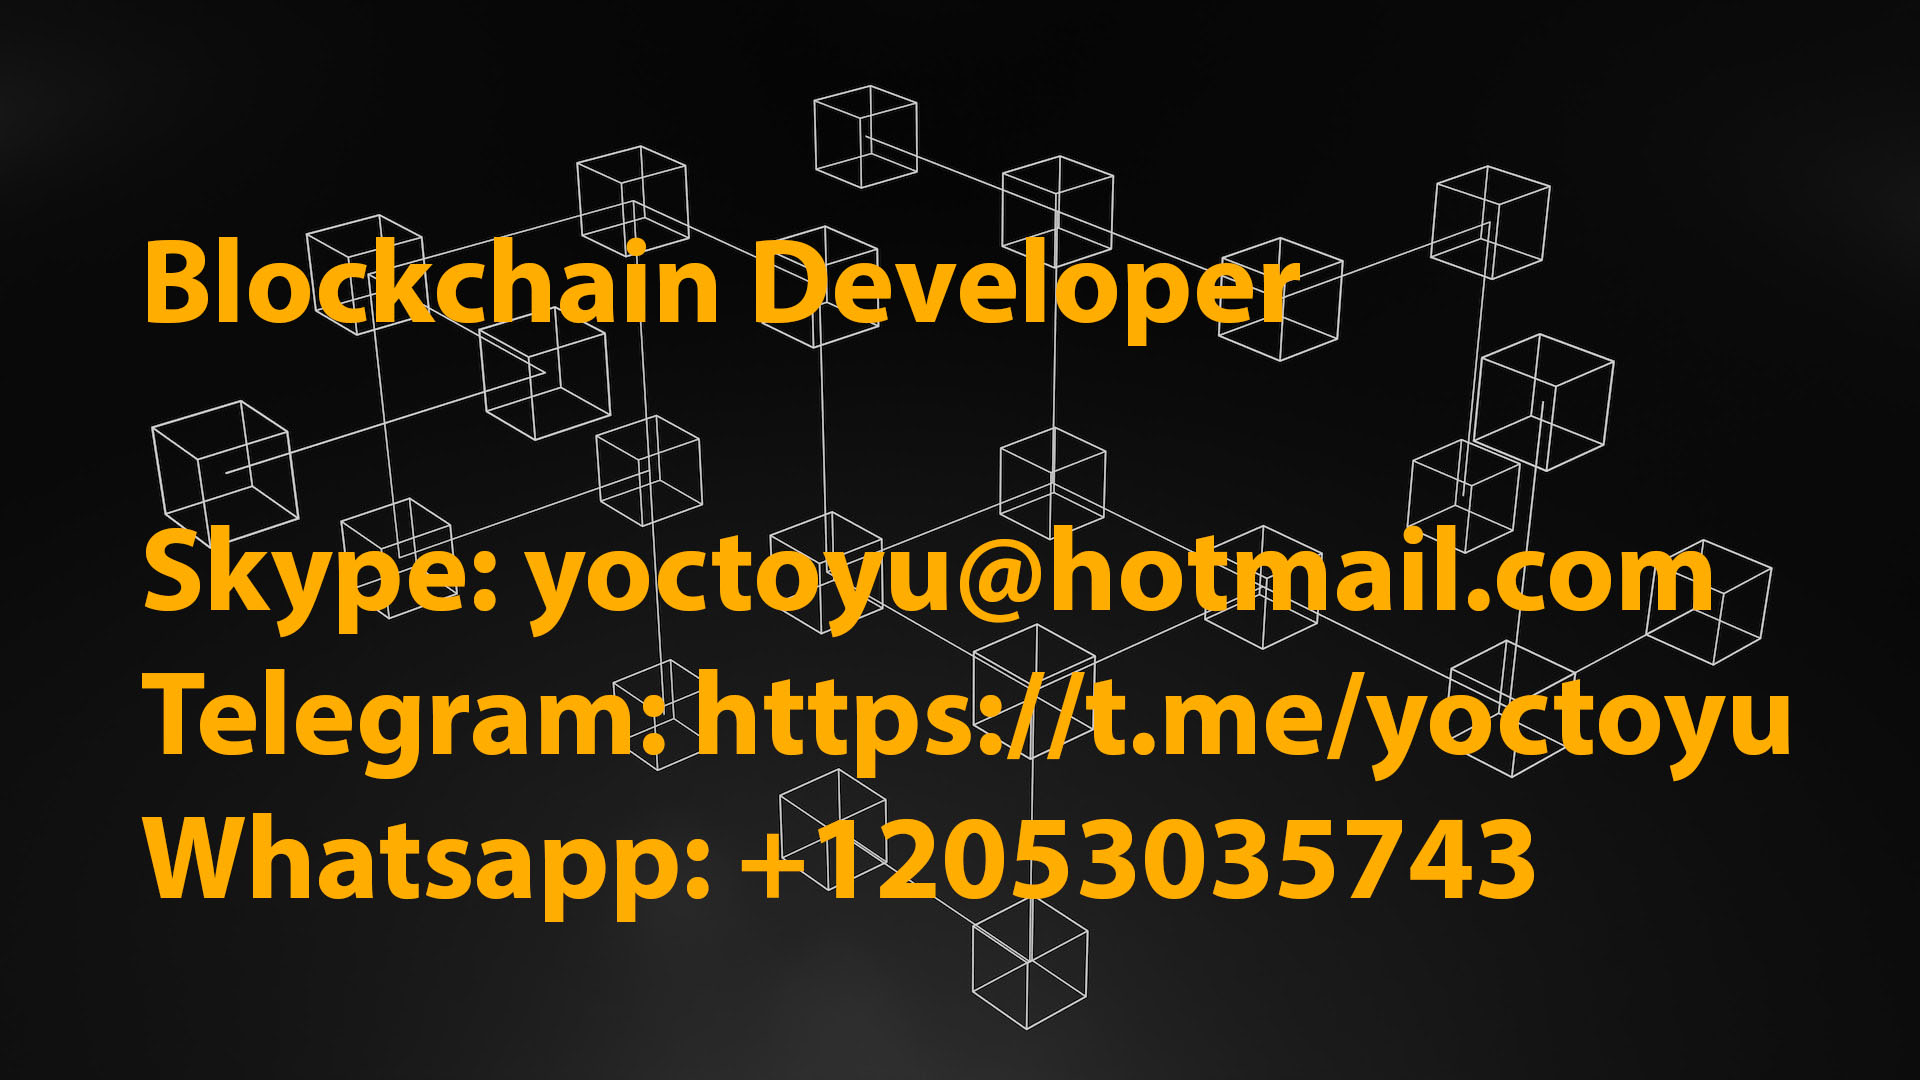 Blockchain Developer
Skype: yoctoyu@hotmail.com
Telegram: https://t.me/yoctoyu
Whatsapp: +12053035743